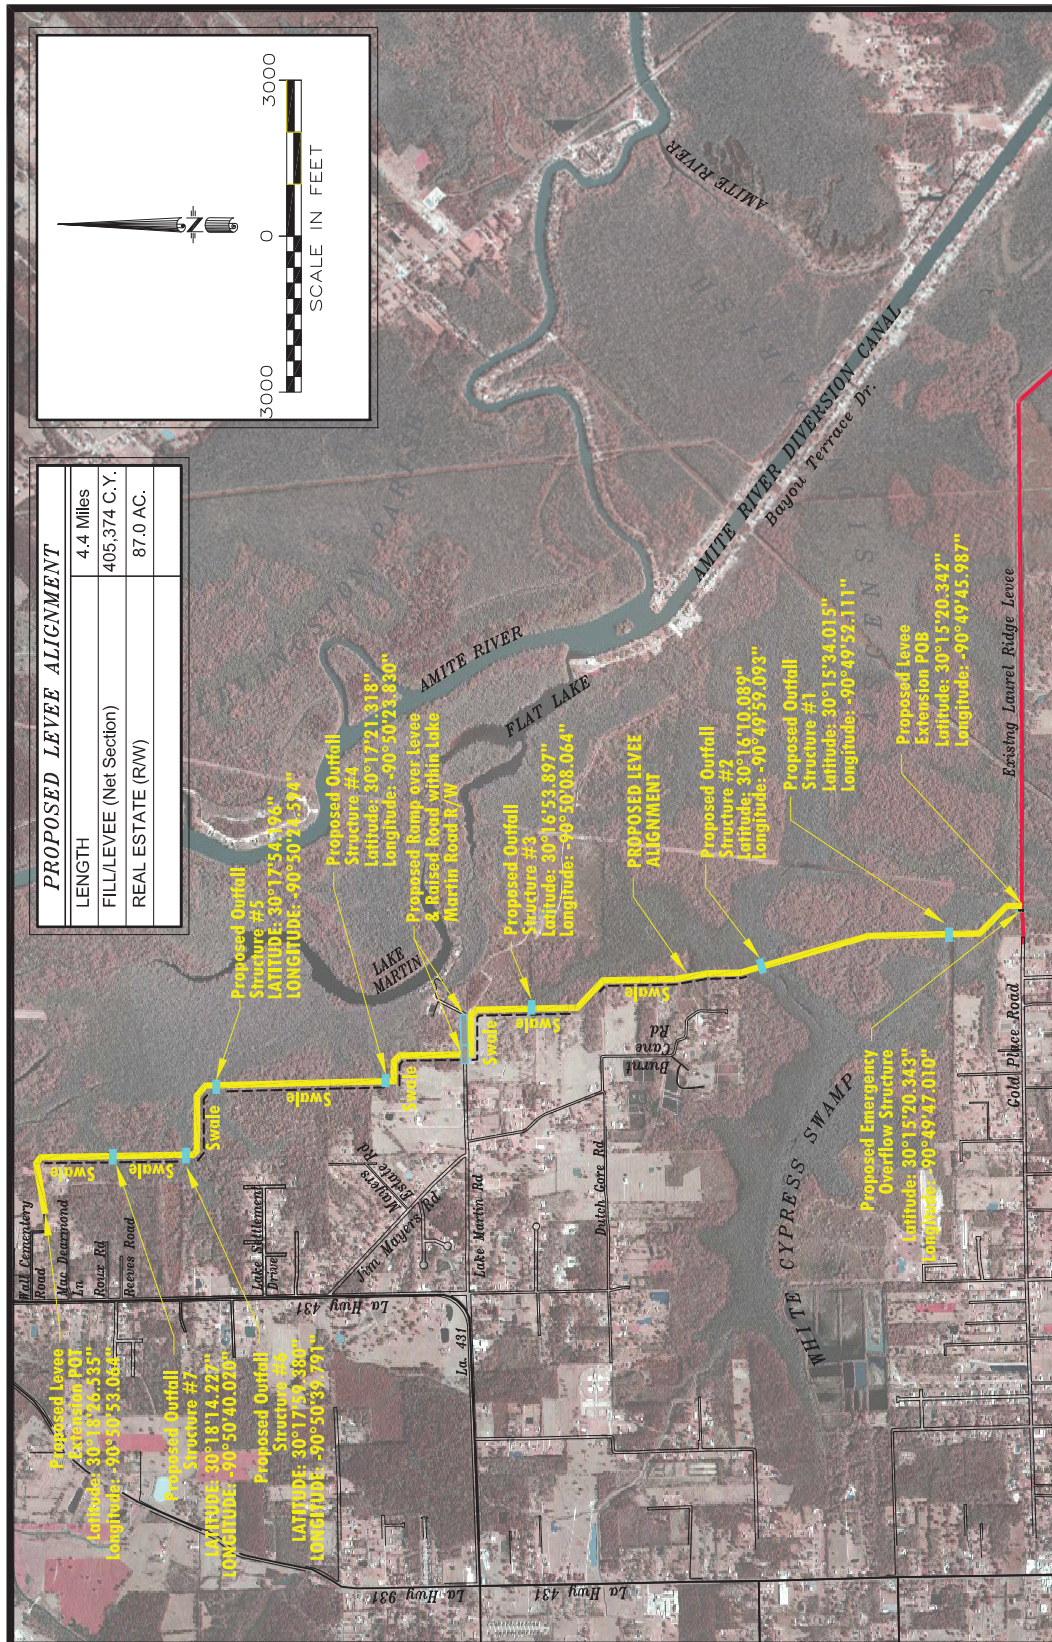 PROPOSED LEVEE ALIGNMENT
LENGTH 4.4 Miles
FILL/LEVEE (Net Section) 405,374 C.Y.
REAL ESTATE (R/W) 87.0 AC.
N
3000 0 3000
SCALE IN FEET
Proposed Levee
Extension POT
Latitude: 30°18'26.535"
Longitude: -90°50'53.064"
Proposed Outfall
Structure #7
LATITUDE: 30°18'14.227"
LONGITUDE: -90°50'40.020"
Proposed Outfall
Structure #6
LATITUDE: 30°17'59.380"
LONGITUDE: -90°50'39.791"
Wall Cementery
Road
Mac Dearmond
Ln
Roux Rd
Reeves Road
Lake Settlement
Drive
La Hwy 431
La. 431
La Hwy 931
La Hwy 431
Mayers
Estate Rd
Jim Mayers Rd
Lake Martin Rd
Dutch Gore Rd
Burnt
Cane
Rd
Swale
Swale
Swale
Swale
Swale
Swale
Swale
Swale
Proposed Outfall
Structure #5
LATITUDE: 30°17'54.196"
LONGITUDE: -90°50'24.524"
Proposed Outfall
Structure #4
Latitude: 30°17'21.318"
Longitude: -90°50'23.830"
Proposed Ramp over Levee
& Raised Road within Lake
Martin Road R/W
LAKE
MARTIN
Proposed Outfall
Structure #3
Latitude: 30°16'53.897"
Longitude: -90°50'08.064"
PROPOSED LEVEE
ALIGNMENT
Proposed Outfall
Structure #2
Latitude: 30°16'10.089"
Longitude: -90°49'59.093"
Proposed Outfall
Structure #1
Latitude: 30°15'34.015"
Longitude: -90°49'52.111"
Proposed Levee
Extension POB
Latitude: 30°15'20.342"
Longitude: -90°49'45.987"
Proposed Emergency
Overflow Structure
Latitude: 30°15'20.343"
Longitude: -90°49'47.010"
AMITE RIVER
FLAT LAKE
AMITE RIVER
AMITE RIVER DIVERSION CANAL
Bayou Terrace Dr.
WHITE CYPRESS SWAMP
Gold Place Road
Existng Laurel Ridge Levee